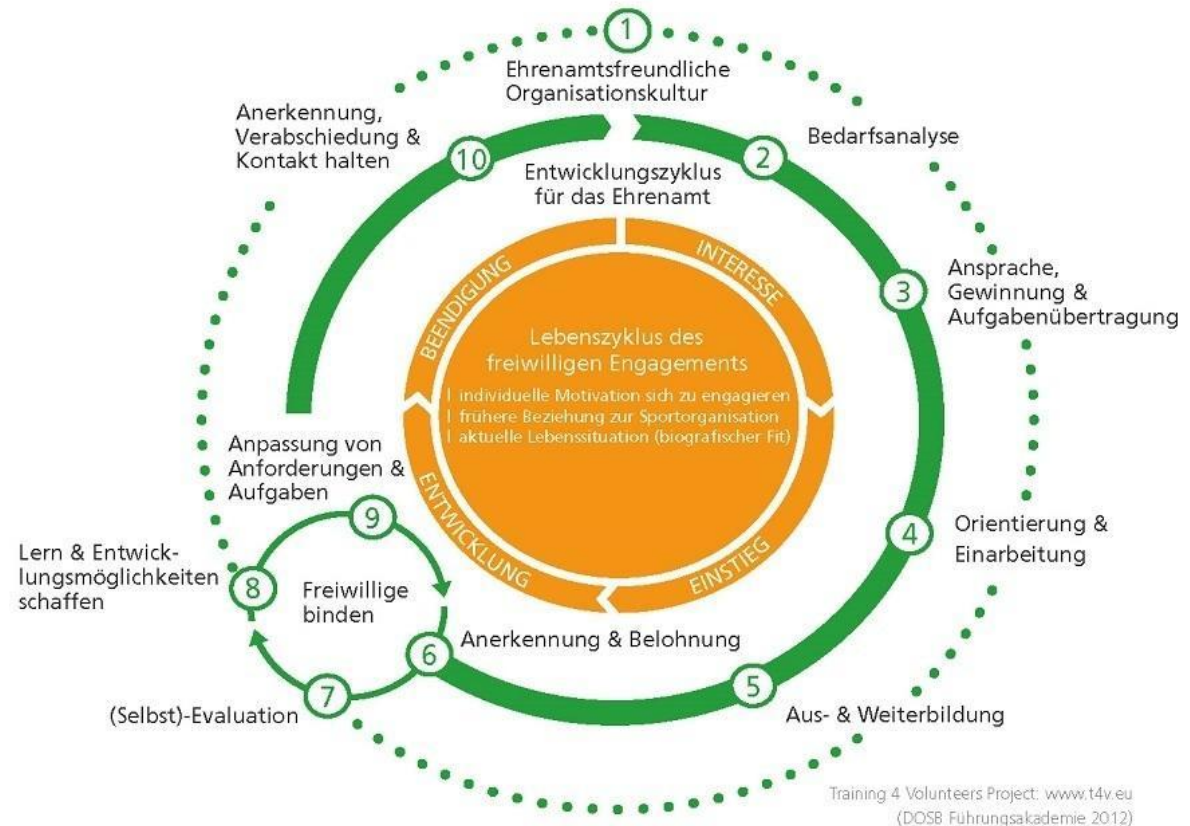 1
Ehrenamtsfreundliche
Organisationskultur
Anerkennung,
Verabschiedung &
Kontakt halten
10
2
Bedarfsanalyse
Entwicklungszyklus
für das Ehrenamt
BEENDIGUNG
INTERESSE
3
Ansprache,
Gewinnung &
Aufgabenübertragung
Lebenszyklus des
freiwilligen Engagements
| individuelle Motivation sich zu engagieren
| frühere Beziehung zur Sportorganisation
| aktuelle Lebenssituation (biografischer Fit)
Anpassung von
Anforderungen &
Aufgaben
ENTWICKLUNG
EINSTIEG
9
4
Orientierung &
Einarbeitung
Lern & Entwick-
lungsmöglichkeiten
schaffen
8
Freiwillige
binden
6
Anerkennung & Belohnung
7
(Selbst)-Evaluation
5
Aus- & Weiterbildung
Training 4 Volunteers Project: www.t4v.eu
(DOSB Führungsakademie 2012)